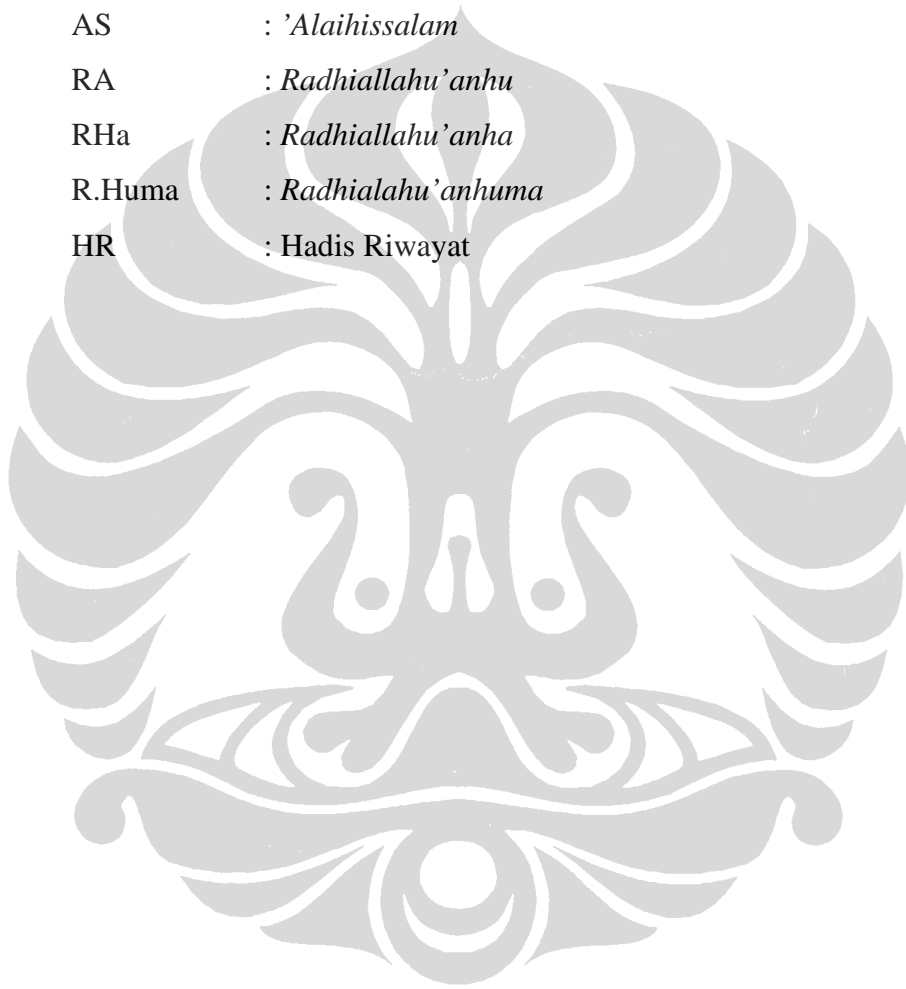 AS : ’Alaihissalam
RA : Radhiallahu’anhu
RHa : Radhiallahu’anha
R.Huma : Radhialahu’anhuma
HR : Hadis Riwayat